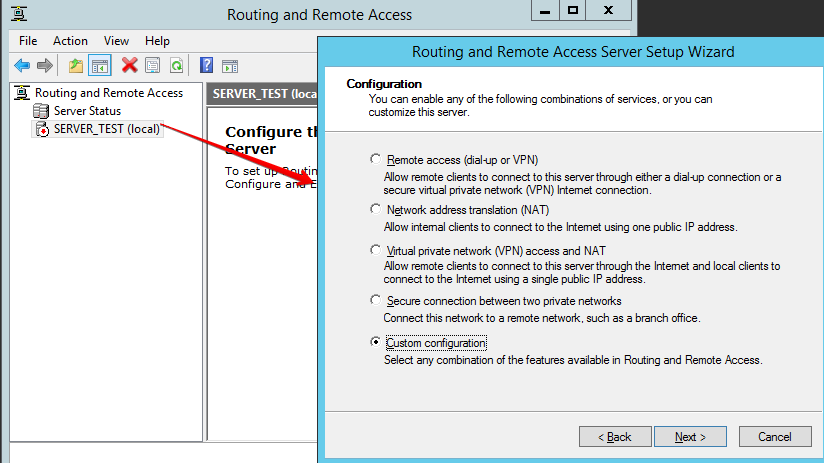 Routing and Remote Access
File Action View Help
Routing and Remote Access
Server Status
SERVER_TEST (local)
SERVER_TEST (loca
Configure th
Server
To set up Routin
Configure and E
Routing and Remote Access Server Setup Wizard
Configuration
You can enable any of the following combinations of services, or you can
customize this server.
Remote access (dial-up or VPN)
Allow remote clients to connect to this server through either a dial-up connection or a
secure virtual private network (VPN) Internet connection.
Network address translation (NAT)
Allow internal clients to connect to the Internet using one public IP address.
Virtual private network (VPN) access and NAT
Allow remote clients to connect to this server through the Internet and local clients to
connect to the Internet using a single public IP address.
Secure connection between two private networks
Connect this network to a remote network, such as a branch office.
Custom configuration
Select any combination of the features available in Routing and Remote Access.
< Back Next > Cancel